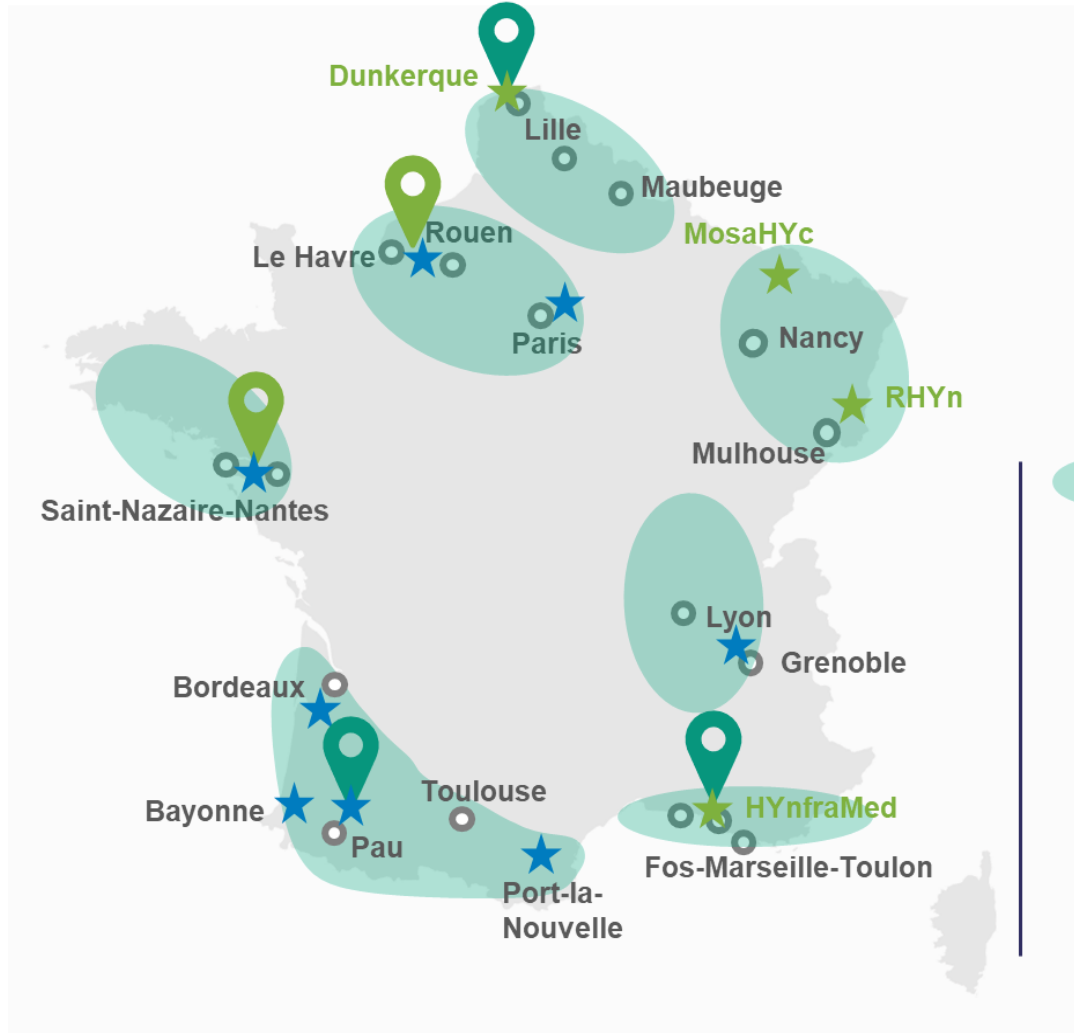 Dunkerque
Lille
Maubeuge
MosaHYc
Rouen
Le Havre
Nancy
Paris
RHYn
Mulhouse
Saint-Nazaire-Nantes
Lyon
Grenoble
Bordeaux
Toulouse
HYnfraMed
Bayonne
Pau
Fos-Marseille-Toulon
Port-la-
Nouvelle